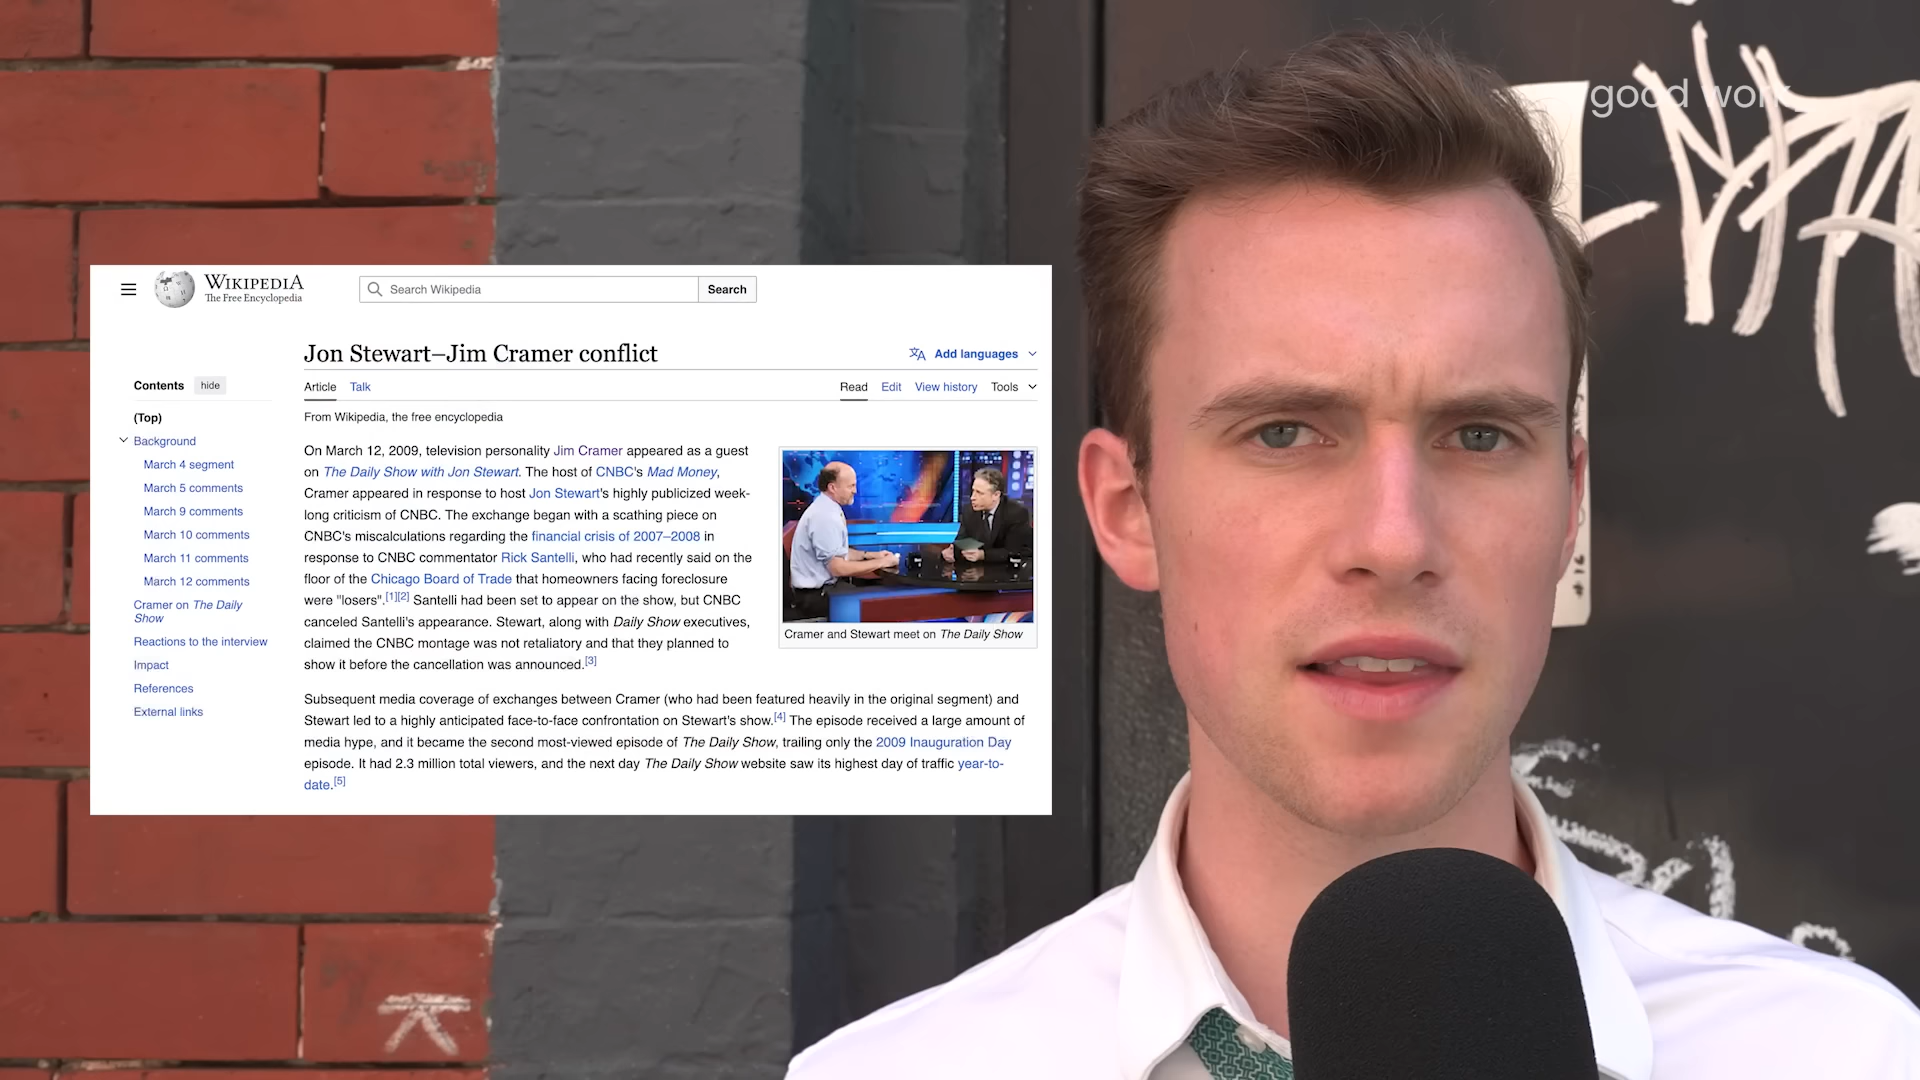 good work
WIKIPEDIA
The Free Encyclopedia
Search Wikipedia
Search
Jon Stewart–Jim Cramer conflict
Add languages
Contents hide
Article Talk
Read Edit View history Tools
(Top)
Background
March 4 segment
March 5 comments
March 9 comments
March 10 comments
March 11 comments
March 12 comments
Cramer on The Daily
Show
Reactions to the interview
Impact
References
External links
From Wikipedia, the free encyclopedia
On March 12, 2009, television personality Jim Cramer appeared as a guest
on The Daily Show with Jon Stewart. The host of CNBC's Mad Money,
Cramer appeared in response to host Jon Stewart's highly publicized week-
long criticism of CNBC. The exchange began with a scathing piece on
CNBC's miscalculations regarding the financial crisis of 2007–2008 in
response to CNBC commentator Rick Santelli, who had recently said on the
floor of the Chicago Board of Trade that homeowners facing foreclosure
were "losers".[1][2] Santelli had been set to appear on the show, but CNBC
canceled Santelli's appearance. Stewart, along with Daily Show executives,
claimed the CNBC montage was not retaliatory and that they planned to
show it before the cancellation was announced.[3]
Cramer and Stewart meet on The Daily Show
Subsequent media coverage of exchanges between Cramer (who had been featured heavily in the original segment) and
Stewart led to a highly anticipated face-to-face confrontation on Stewart's show.[4] The episode received a large amount of
media hype, and it became the second most-viewed episode of The Daily Show, trailing only the 2009 Inauguration Day
episode. It had 2.3 million total viewers, and the next day The Daily Show website saw its highest day of traffic year-to-
date.[5]